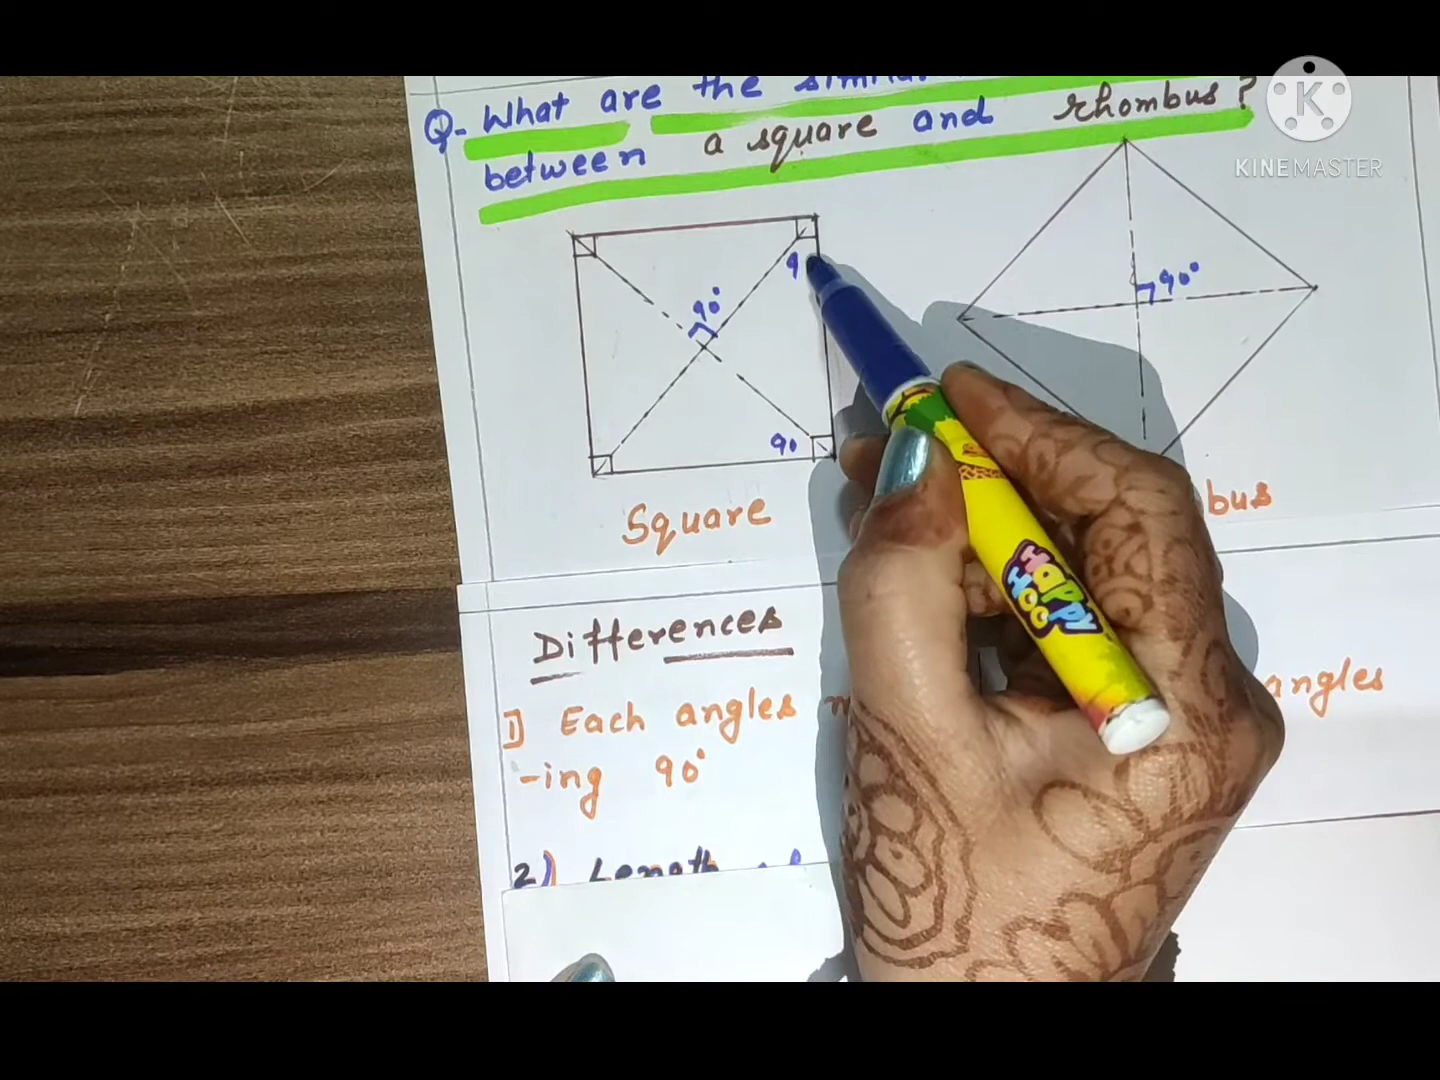 Q- What are the
between a square and rhombus?
KINEMASTER
90°
90°
9
90
Square
bus
Differences
1] Each angles
angles
-ing 90°
2) Length
Happy
Hoo